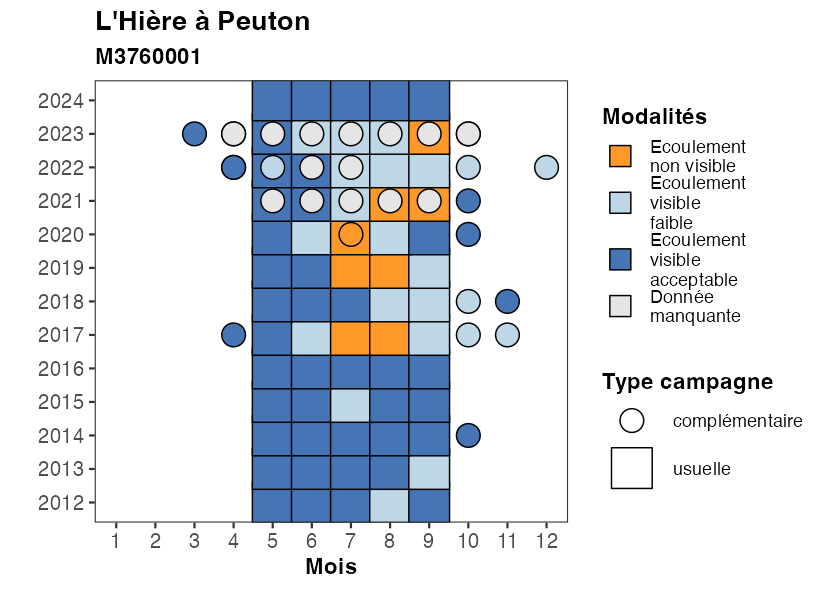 L'Hière à Peuton
M3760001
2024
2023
2022
2021
2020
2019
2018
2017
2016
2015
2014
2013
2012
1 2 3 4 5 6 7 8 9 10 11 12
Mois
Modalités
Ecoulement
non visible
Ecoulement
visible
faible
Ecoulement
visible
acceptable
Donnée
manquante
Type campagne
complémentaire
usuelle